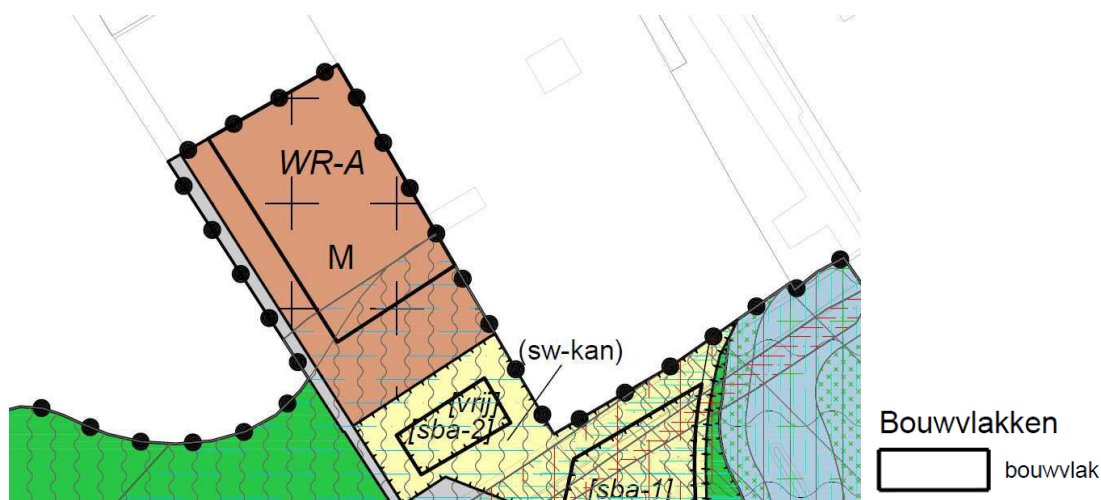 WR-A
M
(sw-kan)
[vrij]
[sba-2]
[sba-1]
Bouwvlakken
bouwvlak